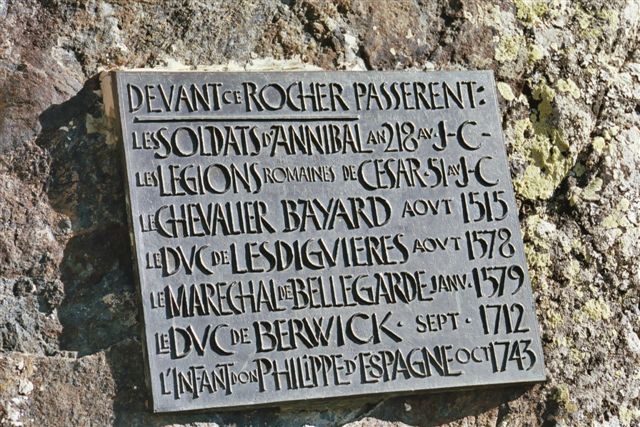 DEVANT CE ROCHER PASSERENT:
LES SOLDATS D'ANNIBAL AN 218 AV. J-C-
LES LEGIONS ROMAINES DE CESAR·51 AV J-C
LE CHEVALIER BAYARD AOVT 1515
LE DVC DE LESDIGVIERES AOVT 1578
LE MARECHAL DE BELLEGARDE JANV. 1579
LE DVC DE BERWICK· SEPT. 1712
L'INFANT DON PHILIPPE-D'ESPAGNE OCT 1743